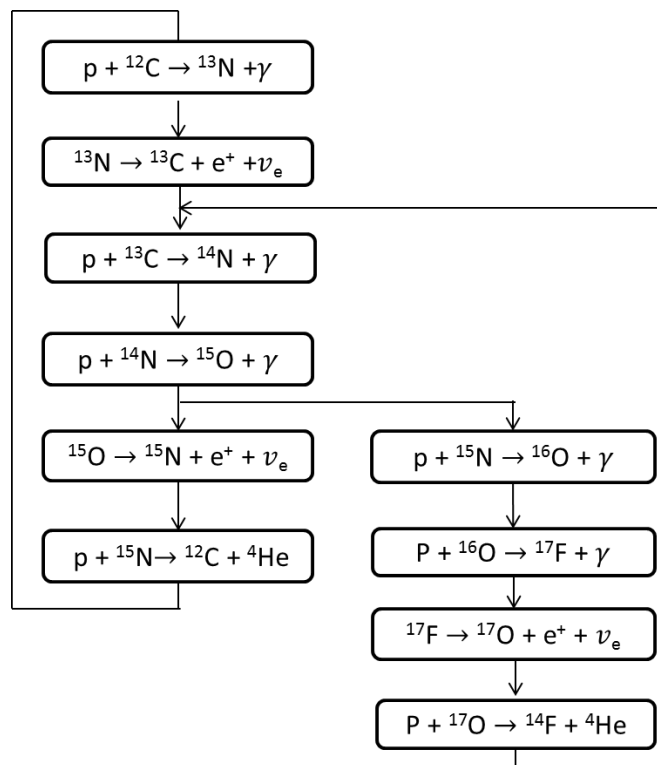 p + ¹²C → ¹³N +γ
¹³N → ¹³C + e⁺ +νₑ
p + ¹³C → ¹⁴N + γ
p + ¹⁴N → ¹⁵O + γ
¹⁵O → ¹⁵N + e⁺ + νₑ
p + ¹⁵N→ ¹²C + ⁴He
p + ¹⁵N → ¹⁶O + γ
P + ¹⁶O → ¹⁷F + γ
¹⁷F → ¹⁷O + e⁺ + νₑ
P + ¹⁷O → ¹⁴F + ⁴He